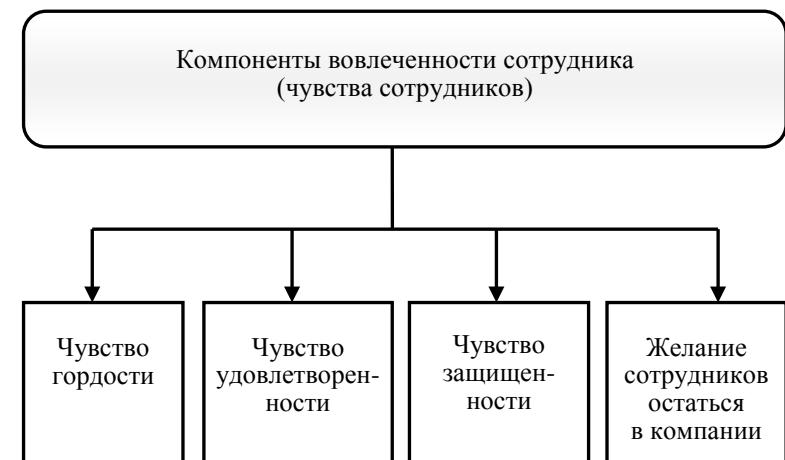 Компоненты вовлеченности сотрудника
(чувства сотрудников)
Чувство
гордости
Чувство
удовлетворен-
ности
Чувство
защищен-
ности
Желание
сотрудников
остаться
в компании